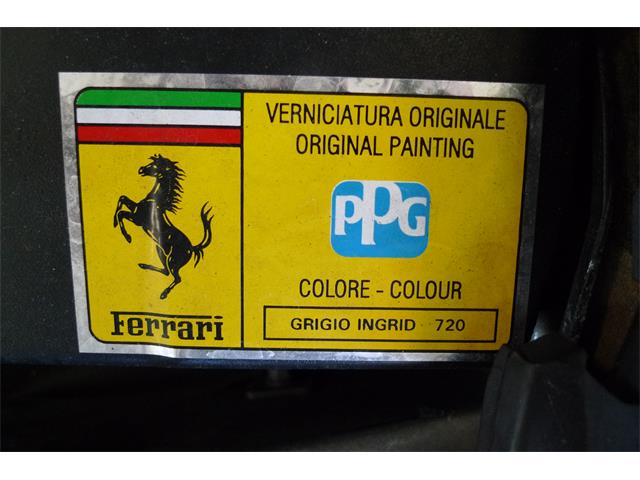 VERNICIATURA ORIGINALE
ORIGINAL PAINTING
PPG
COLORE - COLOUR
GRIGIO INGRID 720
Ferrari